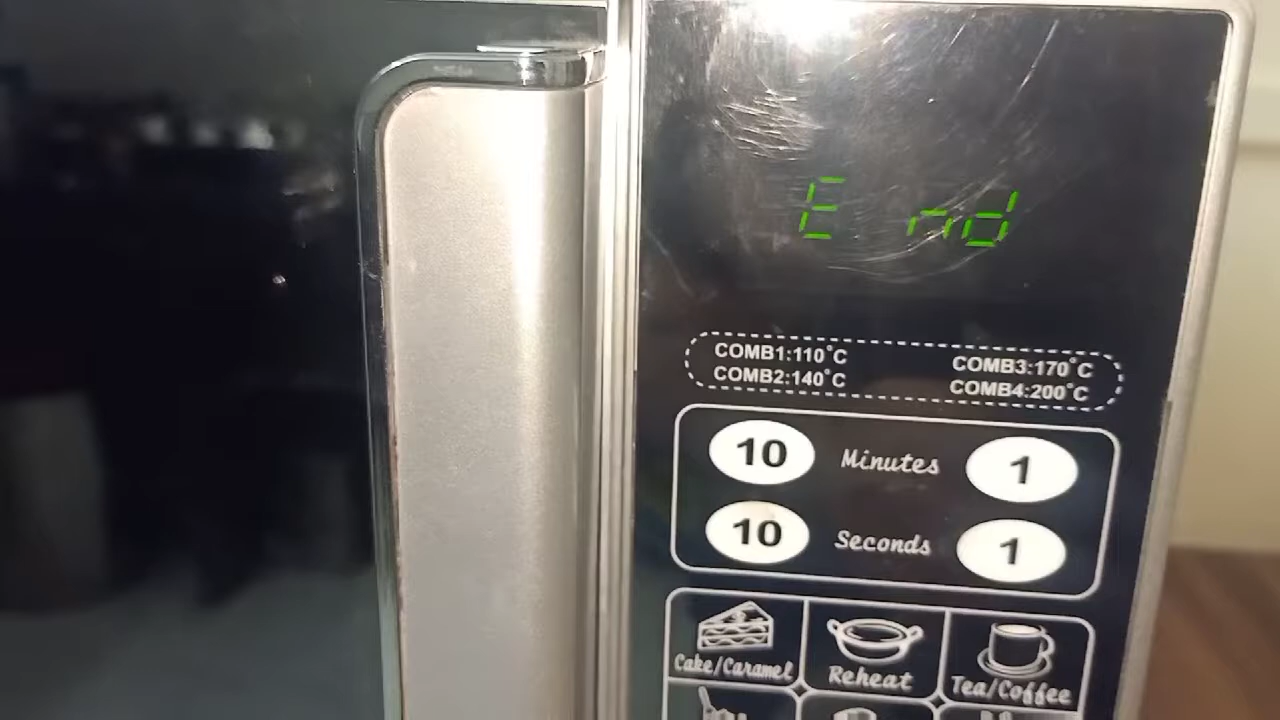 E nd
COMB1:110°C COMB3:170°C
COMB2:140°C COMB4:200°C
10 Minutes 1
10 Seconds 1
Cake/Caramel Reheat Tea/Coffee